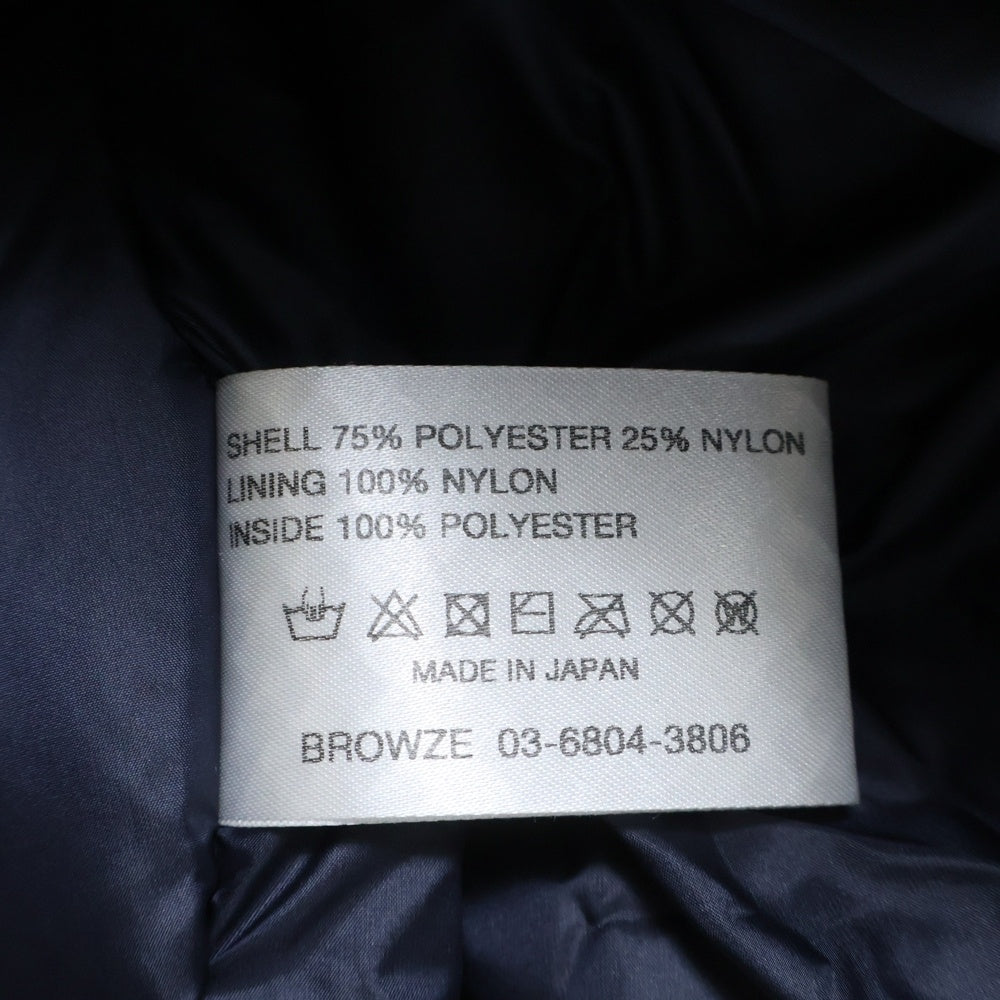 SHELL 75% POLYESTER 25% NYLON
LINING 100% NYLON
INSIDE 100% POLYESTER
MADE IN JAPAN
BROWZE 03-6804-3806